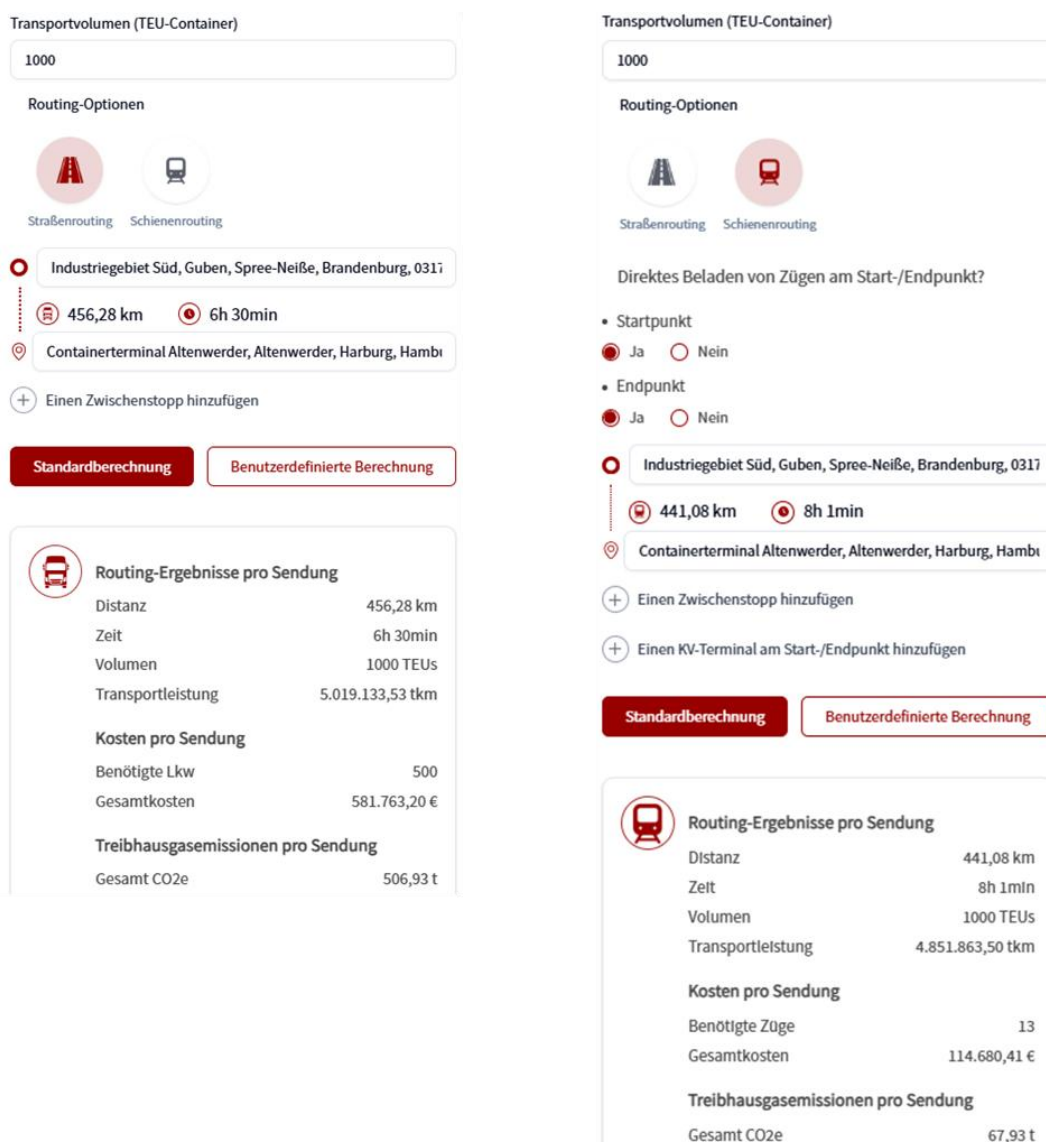 Transportvolumen (TEU-Container)
1000
Routing-Optionen
Straßenrouting Schienenrouting
Industriegebiet Süd, Guben, Spree-Neiße, Brandenburg, 0317
456,28 km 6h 30min
Containerterminal Altenwerder, Altenwerder, Harburg, Hambu
Einen Zwischenstopp hinzufügen
Standardberechnung Benutzerdefinierte Berechnung
Routing-Ergebnisse pro Sendung
Distanz 456,28 km
Zeit 6h 30min
Volumen 1000 TEUs
Transportleistung 5.019.133,53 tkm
Kosten pro Sendung
Benötigte Lkw 500
Gesamtkosten 581.763,20 €
Treibhausgasemissionen pro Sendung
Gesamt CO2e 506,93 t
Transportvolumen (TEU-Container)
1000
Routing-Optionen
Straßenrouting Schienenrouting
Direktes Beladen von Zügen am Start-/Endpunkt?
• Startpunkt
Ja Nein
• Endpunkt
Ja Nein
Industriegebiet Süd, Guben, Spree-Neiße, Brandenburg, 0317
441,08 km 8h 1min
Containerterminal Altenwerder, Altenwerder, Harburg, Hambu
Einen Zwischenstopp hinzufügen
Einen KV-Terminal am Start-/Endpunkt hinzufügen
Standardberechnung Benutzerdefinierte Berechnung
Routing-Ergebnisse pro Sendung
Distanz 441,08 km
Zeit 8h 1min
Volumen 1000 TEUs
Transportleistung 4.851.863,50 tkm
Kosten pro Sendung
Benötigte Züge 13
Gesamtkosten 114.680,41 €
Treibhausgasemissionen pro Sendung
Gesamt CO2e 67,93 t